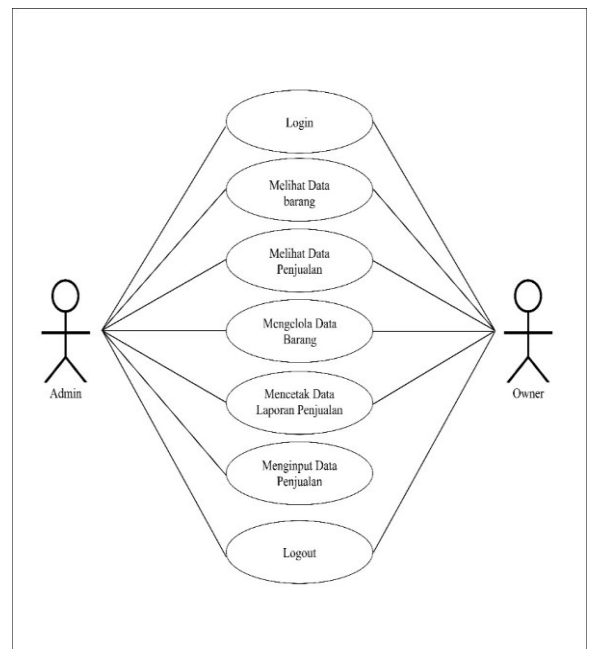 Login
Melihat Data
barang
Melihat Data
Penjualan
Mengelola Data
Barang
Admin
Owner
Mencetak Data
Laporan Penjualan
Menginput Data
Penjualan
Logout